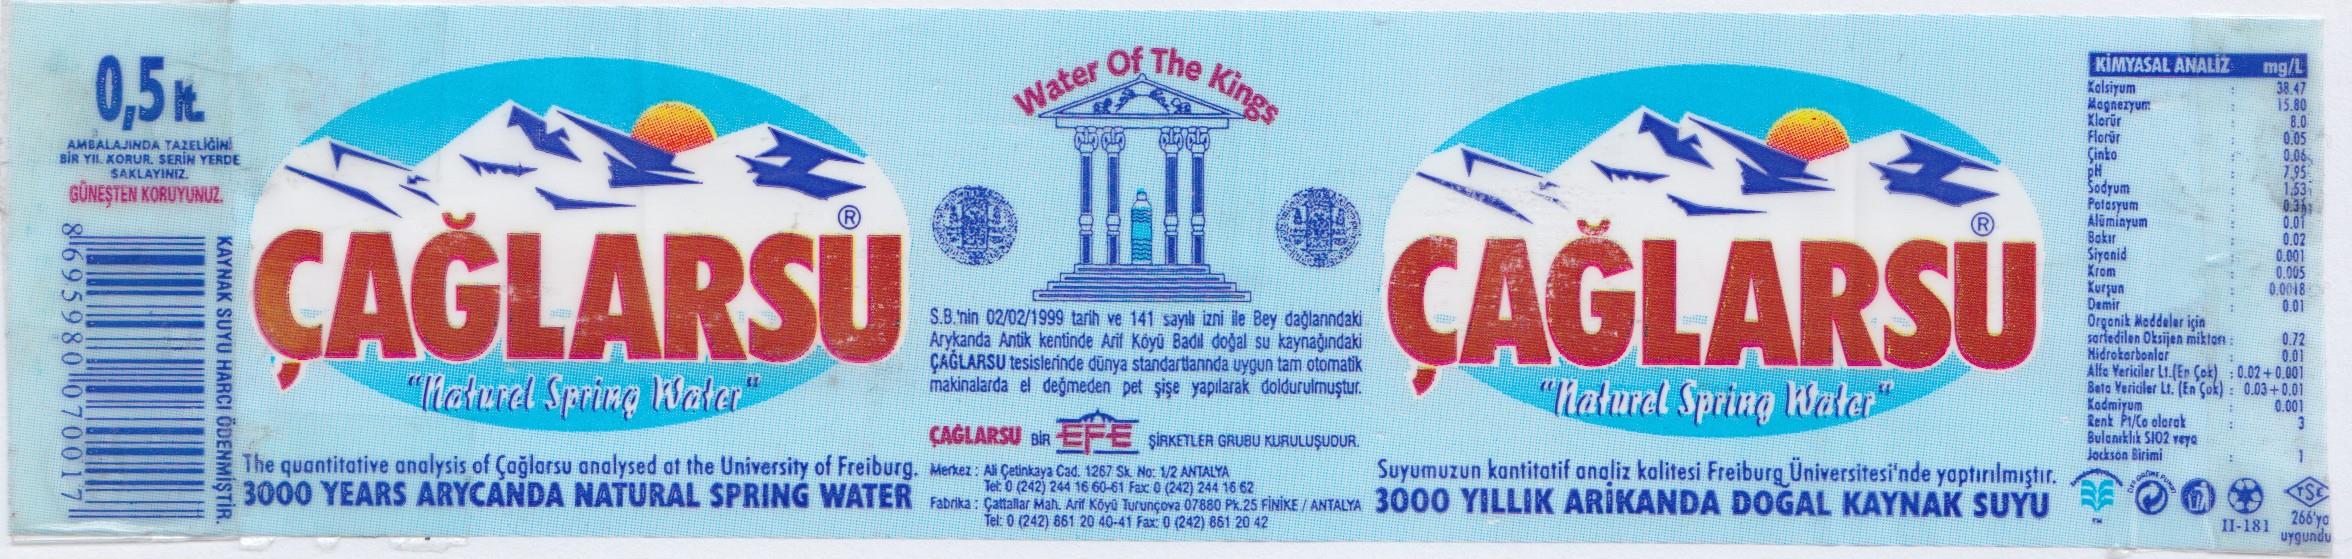 0,5 lt.
AMBALAJINDA TAZELİĞİNİ
BİR YIL KORUR. SERİN YERDE
SAKLAYINIZ.
GÜNEŞTEN KORUYUNUZ.
8695980070017
KAYNAK SUYU HARCI ÖDENMİŞTİR.
ÇAĞLARSU ®
"Naturel Spring Water"
The quantitative analysis of Çağlarsu analysed at the University of Freiburg.
3000 YEARS ARYCANDA NATURAL SPRING WATER
Water Of The Kings
S.B.'nin 02/02/1999 tarih ve 141 sayılı izni ile Bey dağlarındaki
Arykanda Antik kentinde Arif Köyü Badıl doğal su kaynağındaki
ÇAĞLARSU tesislerinde dünya standartlarında uygun tam otomatik
makinalarda el değmeden pet şişe yapılarak doldurulmuştur.
ÇAĞLARSU BİR EFE ŞİRKETLER GRUBU KURULUŞUDUR.
Merkez : Ali Çetinkaya Cad. 1267 Sk. No: 1/2 ANTALYA
Tel: 0 (242) 244 16 60-61 Fax: 0 (242) 244 16 62
Fabrika : Çattallar Mah. Arif Köyü Turunçova 07880 Pk.25 FİNİKE / ANTALYA
Tel: 0 (242) 861 20 40-41 Fax: 0 (242) 861 20 42
ÇAĞLARSU ®
"Naturel Spring Water"
Suyumuzun kantitatif analiz kalitesi Freiburg Üniversitesi'nde yaptırılmıştır.
3000 YILLIK ARİKANDA DOĞAL KAYNAK SUYU
KİMYASAL ANALİZ mg/L
Kalsiyum : 38.47
Magnezyum : 15.80
Klorür : 8.0
Florür : 0.05
Çinko : 0.06
pH : 7.95
Sodyum : 1.53
Potasyum :
Alüminyum : 0.01
Bakır : 0.02
Siyanid : 0.001
Krom : 0.005
Kurşun : 0.0018
Demir : 0.01
Organik Maddeler için
sarfedilen Oksijen miktarı : 0.72
Hidrokarbonlar : 0.01
Alfa Vericiler Lt.(En Çok) : 0.02+0.001
Beta Vericiler Lt. (En Çok) : 0.03+0.01
Kadmiyum : 0.001
Renk Pt/Co olarak : 3
Bulanıklık SIO2 veya
Jackson Birimi : 1
TM
II-181
TSE
266'ya
uygundu